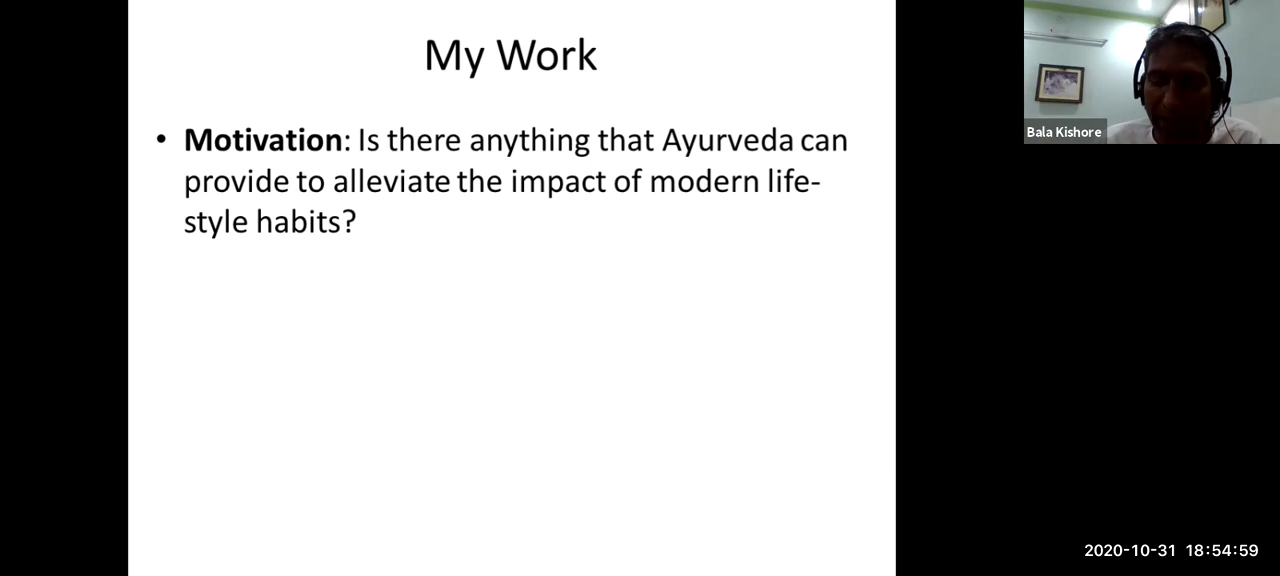 My Work
• Motivation: Is there anything that Ayurveda can
provide to alleviate the impact of modern life-
style habits?
Bala Kishore
2020-10-31 18:54:59